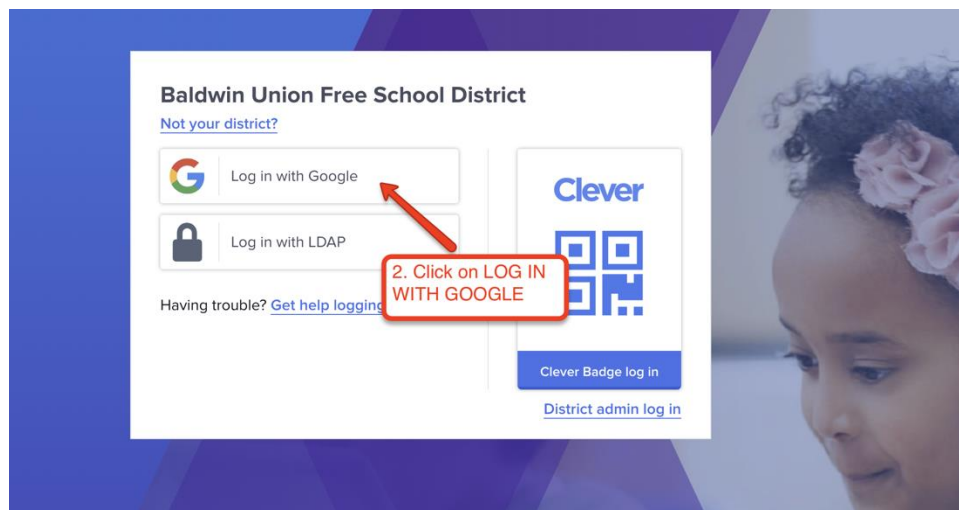 Baldwin Union Free School District
Not your district?
Log in with Google
Log in with LDAP
Having trouble? Get help logging
2. Click on LOG IN
WITH GOOGLE
Clever
Clever Badge log in
District admin log in